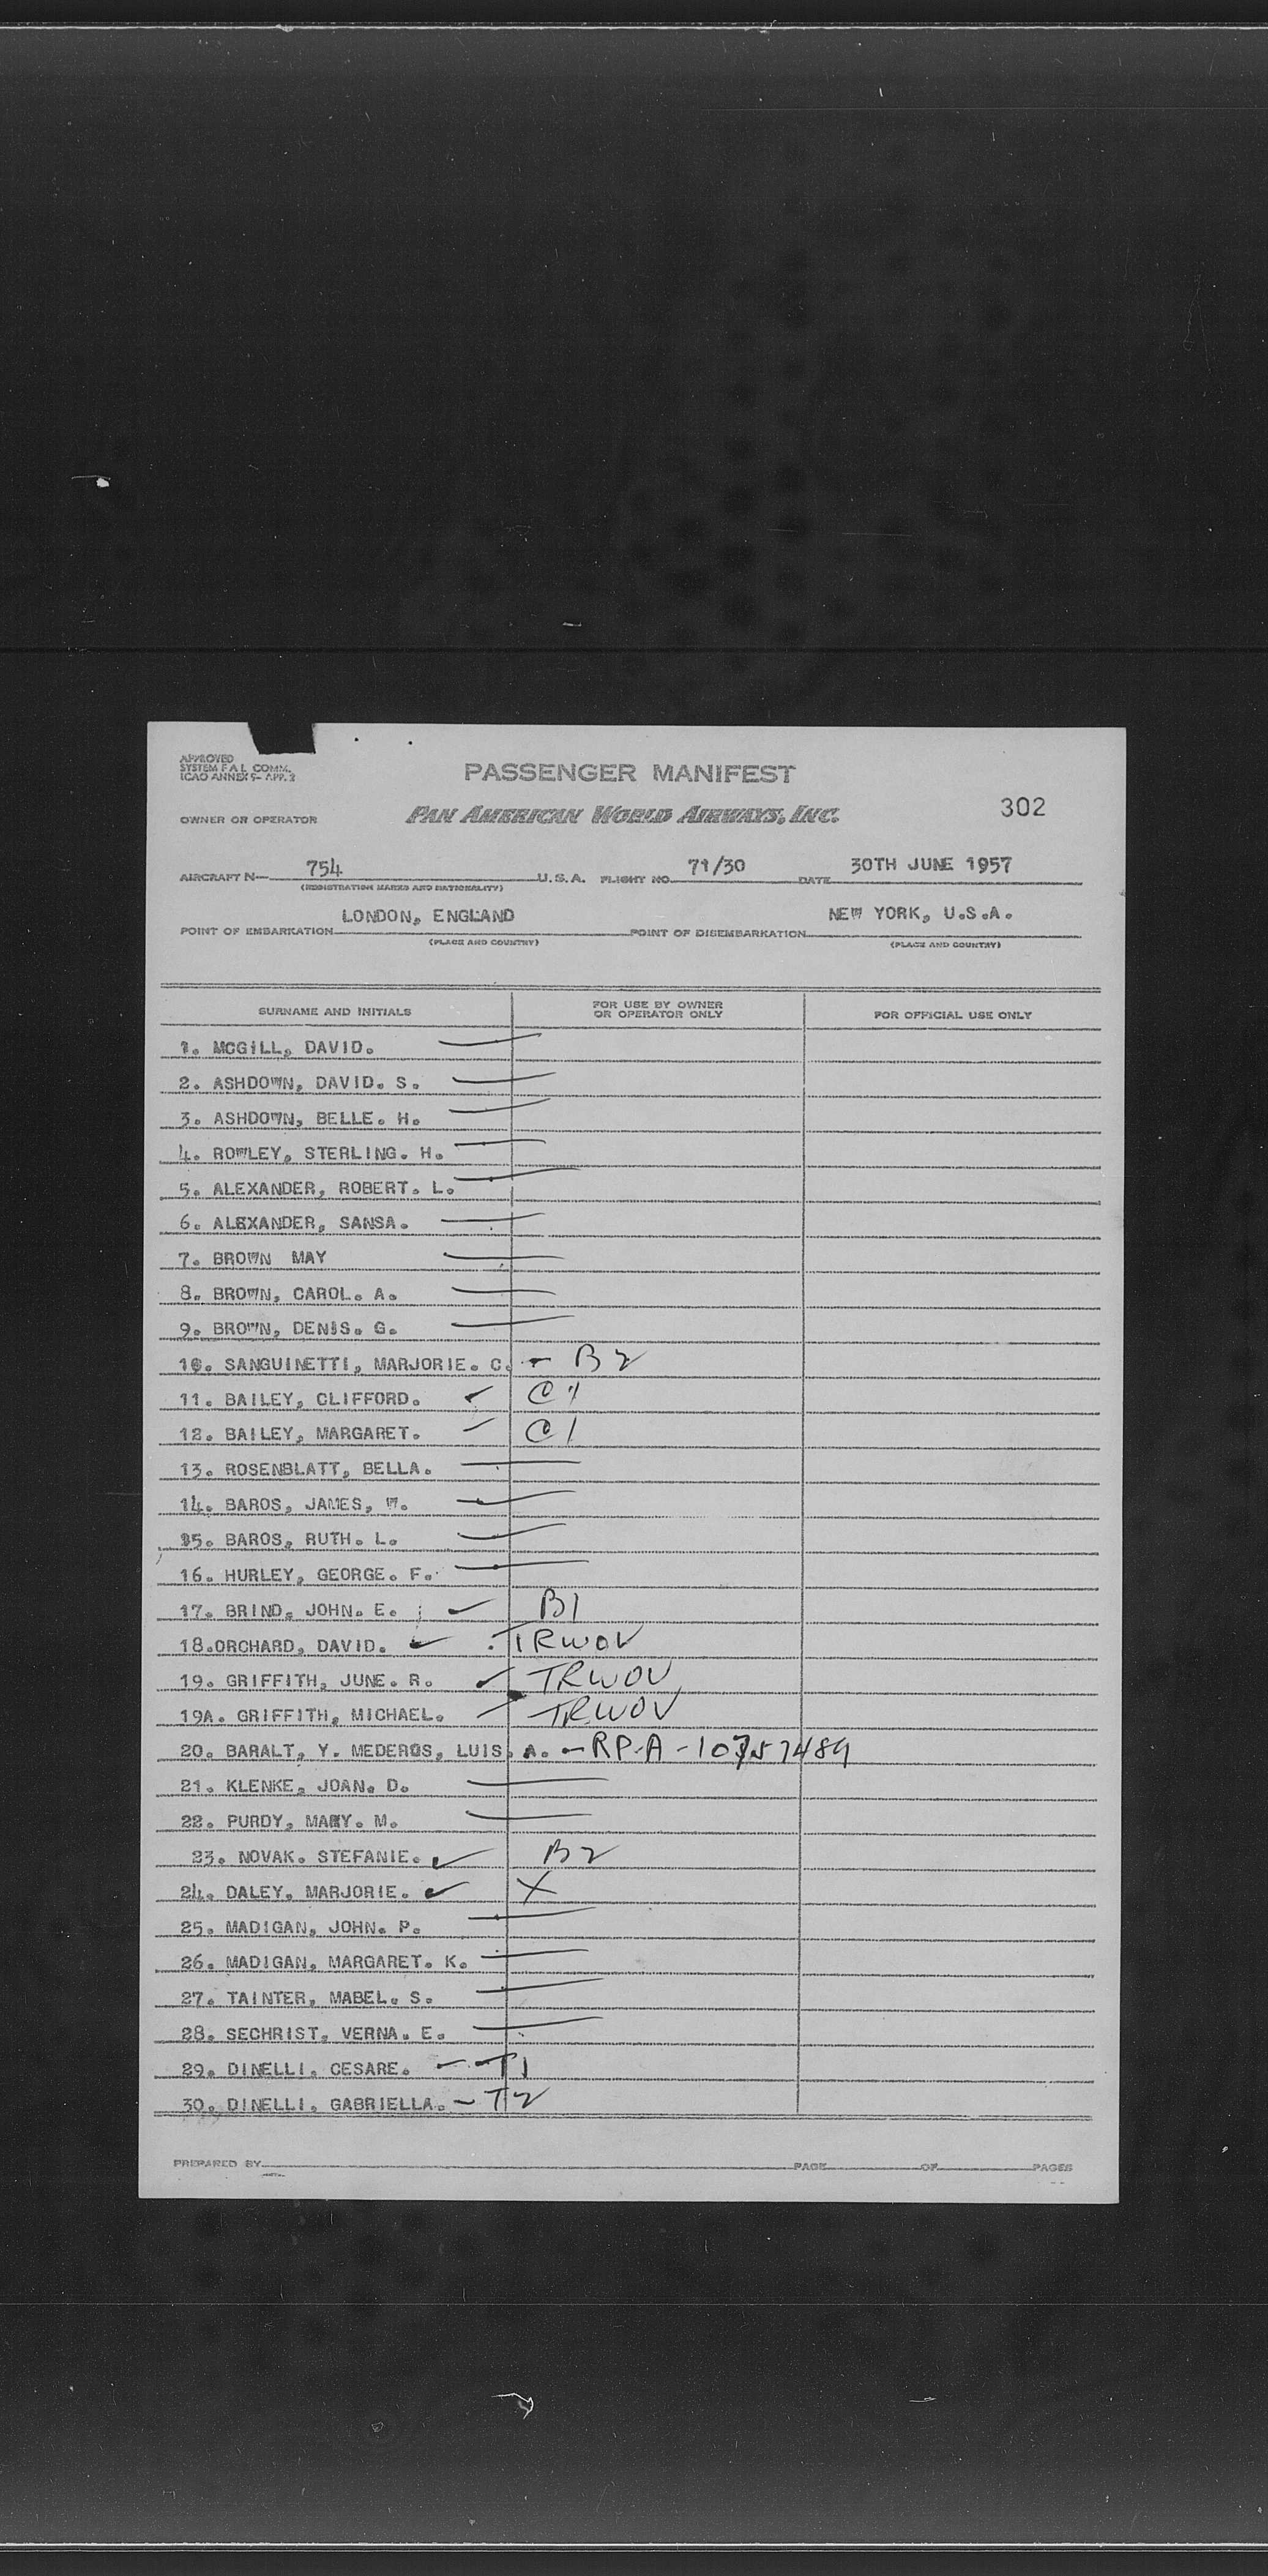 APPROVED
SYSTEM F A L COMM.
ICAO ANNEX 9- APP. 2
PASSENGER MANIFEST
OWNER OR OPERATOR PAN AMERICAN WORLD AIRWAYS, INC. 302
AIRCRAFT N— 754 U.S.A. FLIGHT NO. 71/30 DATE 30TH JUNE 1957
(REGISTRATION MARKS AND NATIONALITY)
POINT OF EMBARKATION LONDON, ENGLAND POINT OF DISEMBARKATION NEW YORK, U.S.A.
(PLACE AND COUNTRY) (PLACE AND COUNTRY)
SURNAME AND INITIALS FOR USE BY OWNER OR OPERATOR ONLY FOR OFFICIAL USE ONLY
1. MCGILL, DAVID.
2. ASHDOWN, DAVID. S.
3. ASHDOWN, BELLE. H.
4. ROWLEY, STERLING. H.
5. ALEXANDER, ROBERT. L.
6. ALEXANDER, SANSA.
7. BROWN MAY
8. BROWN, CAROL. A.
9. BROWN, DENIS. G.
10. SANGUINETTI, MARJORIE. C. - B2
11. BAILEY, CLIFFORD. ✓ C1
12. BAILEY, MARGARET. C1
13. ROSENBLATT, BELLA.
14. BAROS, JAMES, W.
15. BAROS, RUTH. L.
16. HURLEY, GEORGE. F.
17. BRIND, JOHN. E. ✓ B1
18.ORCHARD, DAVID. ✓ TRWOV
19. GRIFFITH, JUNE. R. ✓ TRWOV
19A. GRIFFITH, MICHAEL. TRWOV
20. BARALT, Y. MEDEROS, LUIS. A. - RP-A -
21. KLENKE, JOAN. D.
22. PURDY, MARY. M.
23. NOVAK. STEFANIE. ✓ B2
24. DALEY, MARJORIE. ✓ X
25. MADIGAN, JOHN. P.
26. MADIGAN, MARGARET. K.
27. TAINTER, MABEL. S.
28. SECHRIST, VERNA. E.
29. DINELLI, CESARE. - T1
30. DINELLI, GABRIELLA. - T2
PREPARED BY PAGE OF PAGES